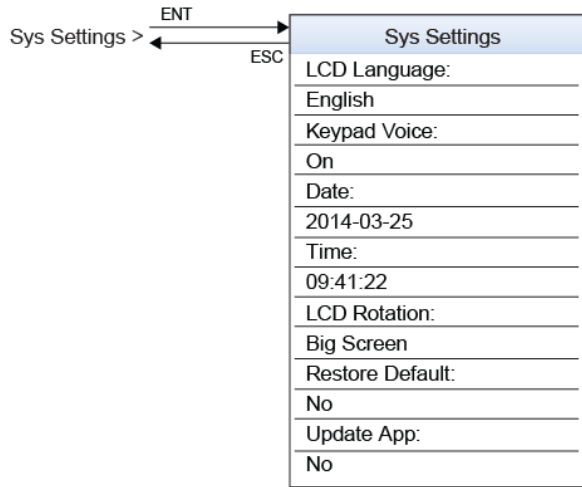 ENT
Sys Settings >
ESC
Sys Settings
LCD Language:
English
Keypad Voice:
On
Date:
2014-03-25
Time:
09:41:22
LCD Rotation:
Big Screen
Restore Default:
No
Update App:
No